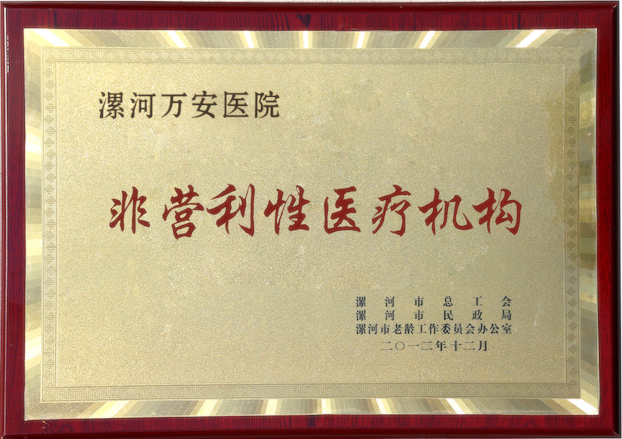 漯河万安医院
非营利性医疗机构
漯河市总工会
漯河市民政局
漯河市老龄工作委员会办公室
二〇一二年十二月